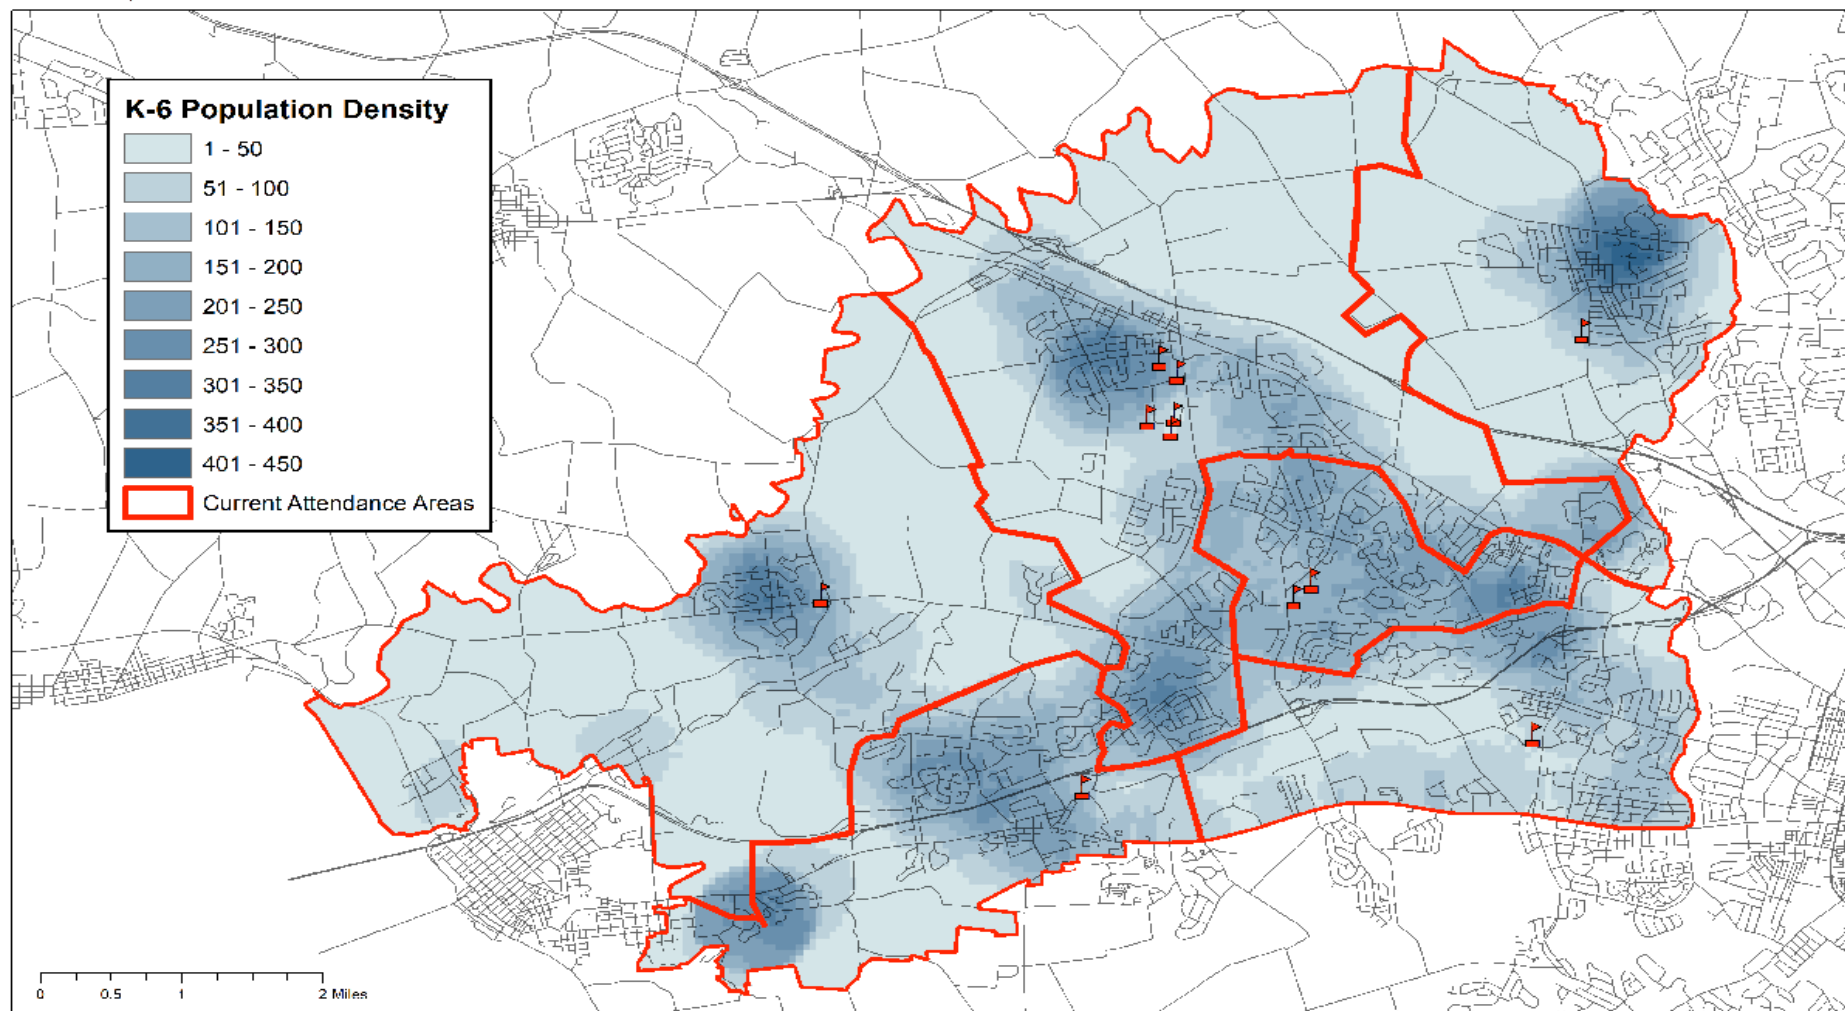 K-6 Population Density
1 - 50
51 - 100
101 - 150
151 - 200
201 - 250
251 - 300
301 - 350
351 - 400
401 - 450
Current Attendance Areas
0 0.5 1 2 Miles